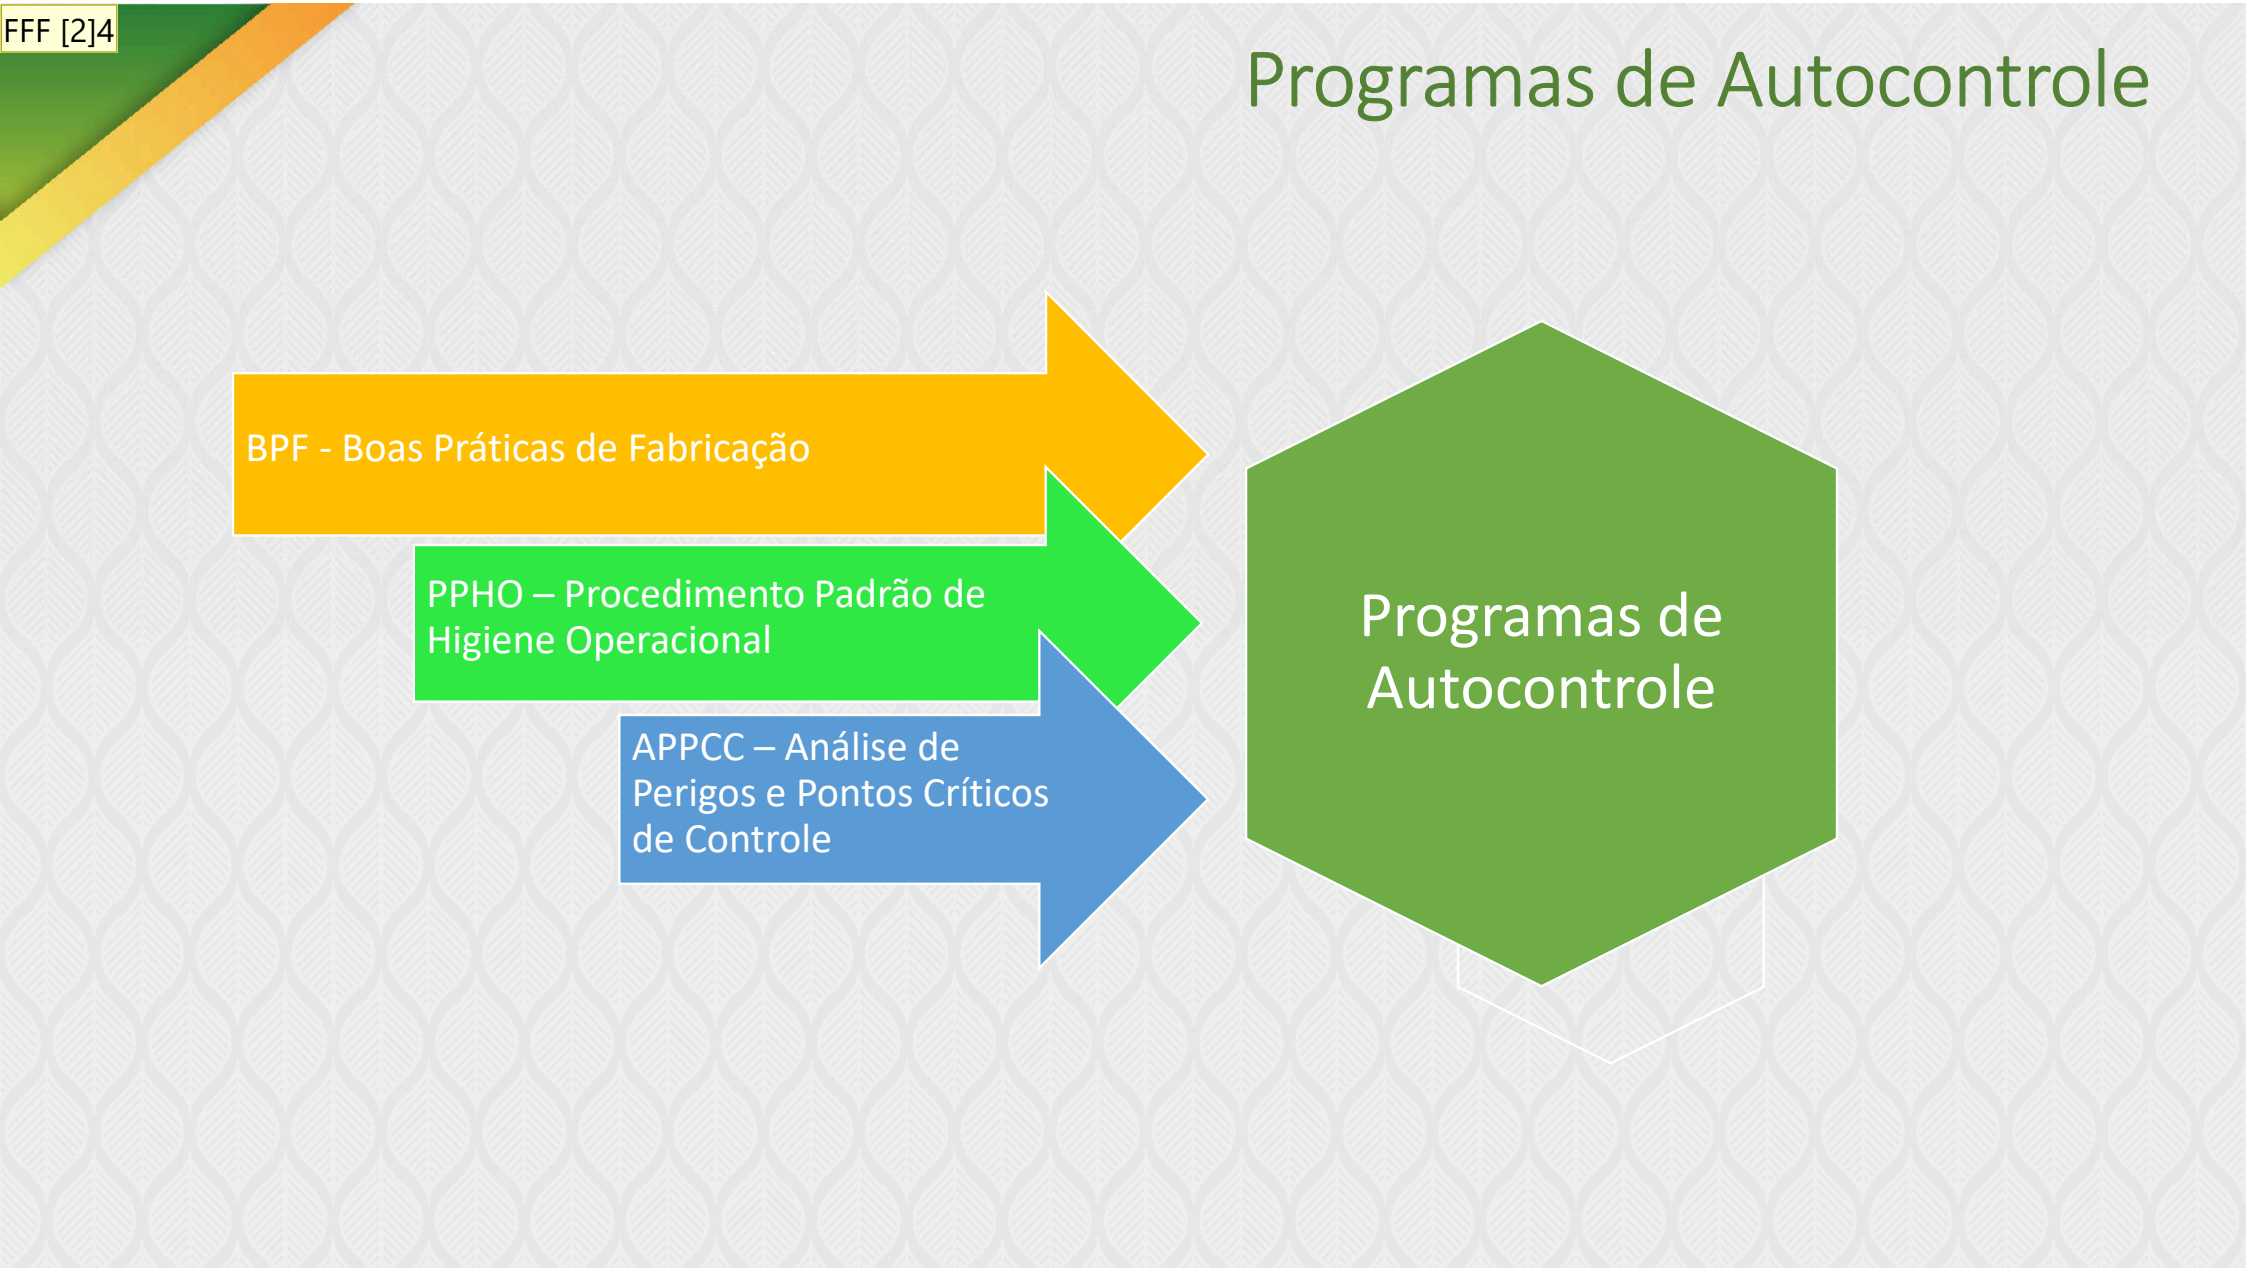 FFF [2]4
Programas de Autocontrole
BPF - Boas Práticas de Fabricação
PPHO – Procedimento Padrão de
Higiene Operacional
APPCC – Análise de
Perigos e Pontos Críticos
de Controle
Programas de
Autocontrole